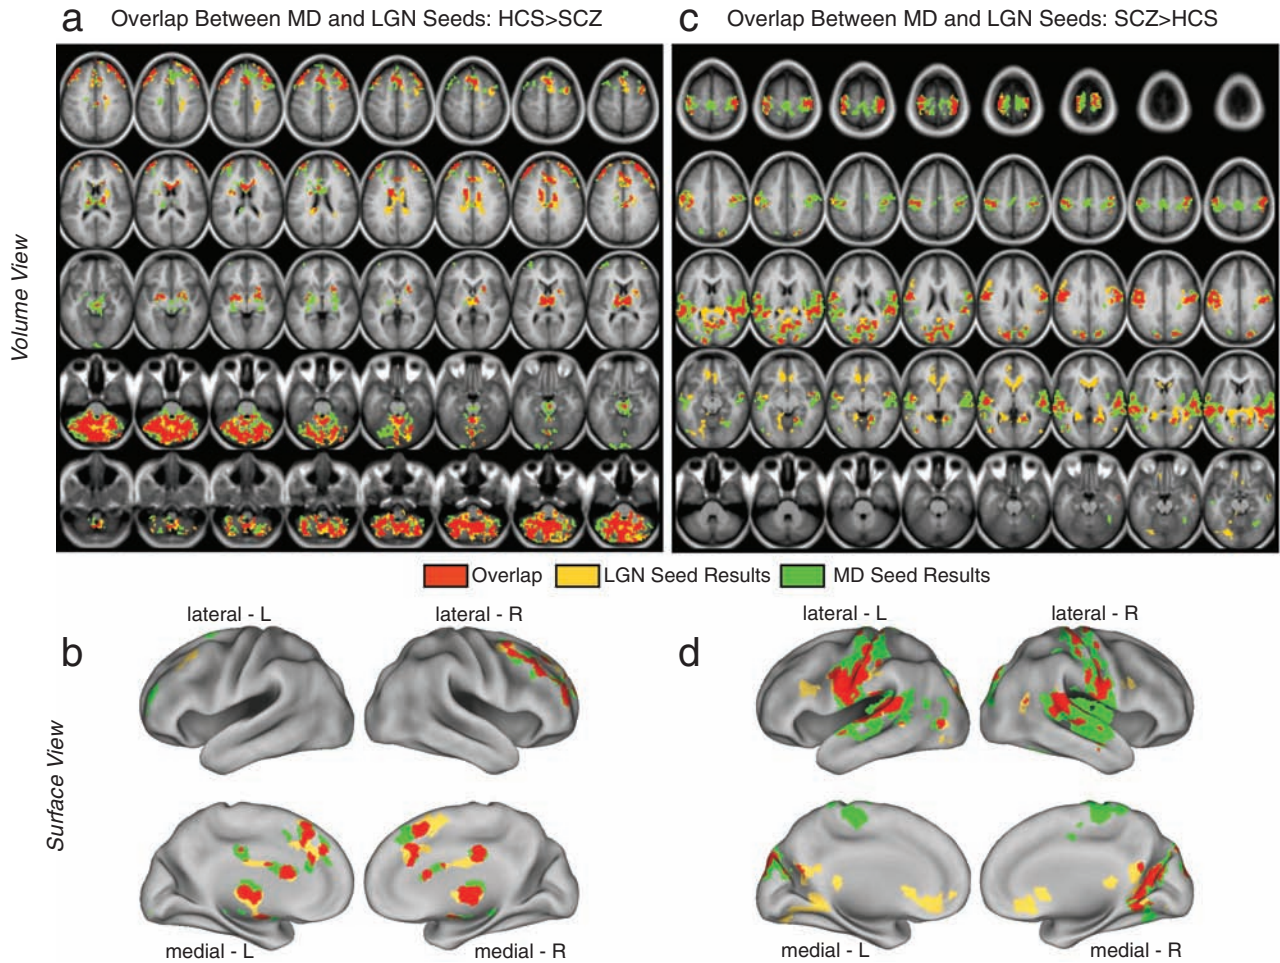 a Overlap Between MD and LGN Seeds: HCS>SCZ
c Overlap Between MD and LGN Seeds: SCZ>HCS
Volume View
Overlap LGN Seed Results MD Seed Results
b
lateral - L
lateral - R
d
lateral - L
lateral - R
Surface View
medial - L
medial - R
medial - L
medial - R